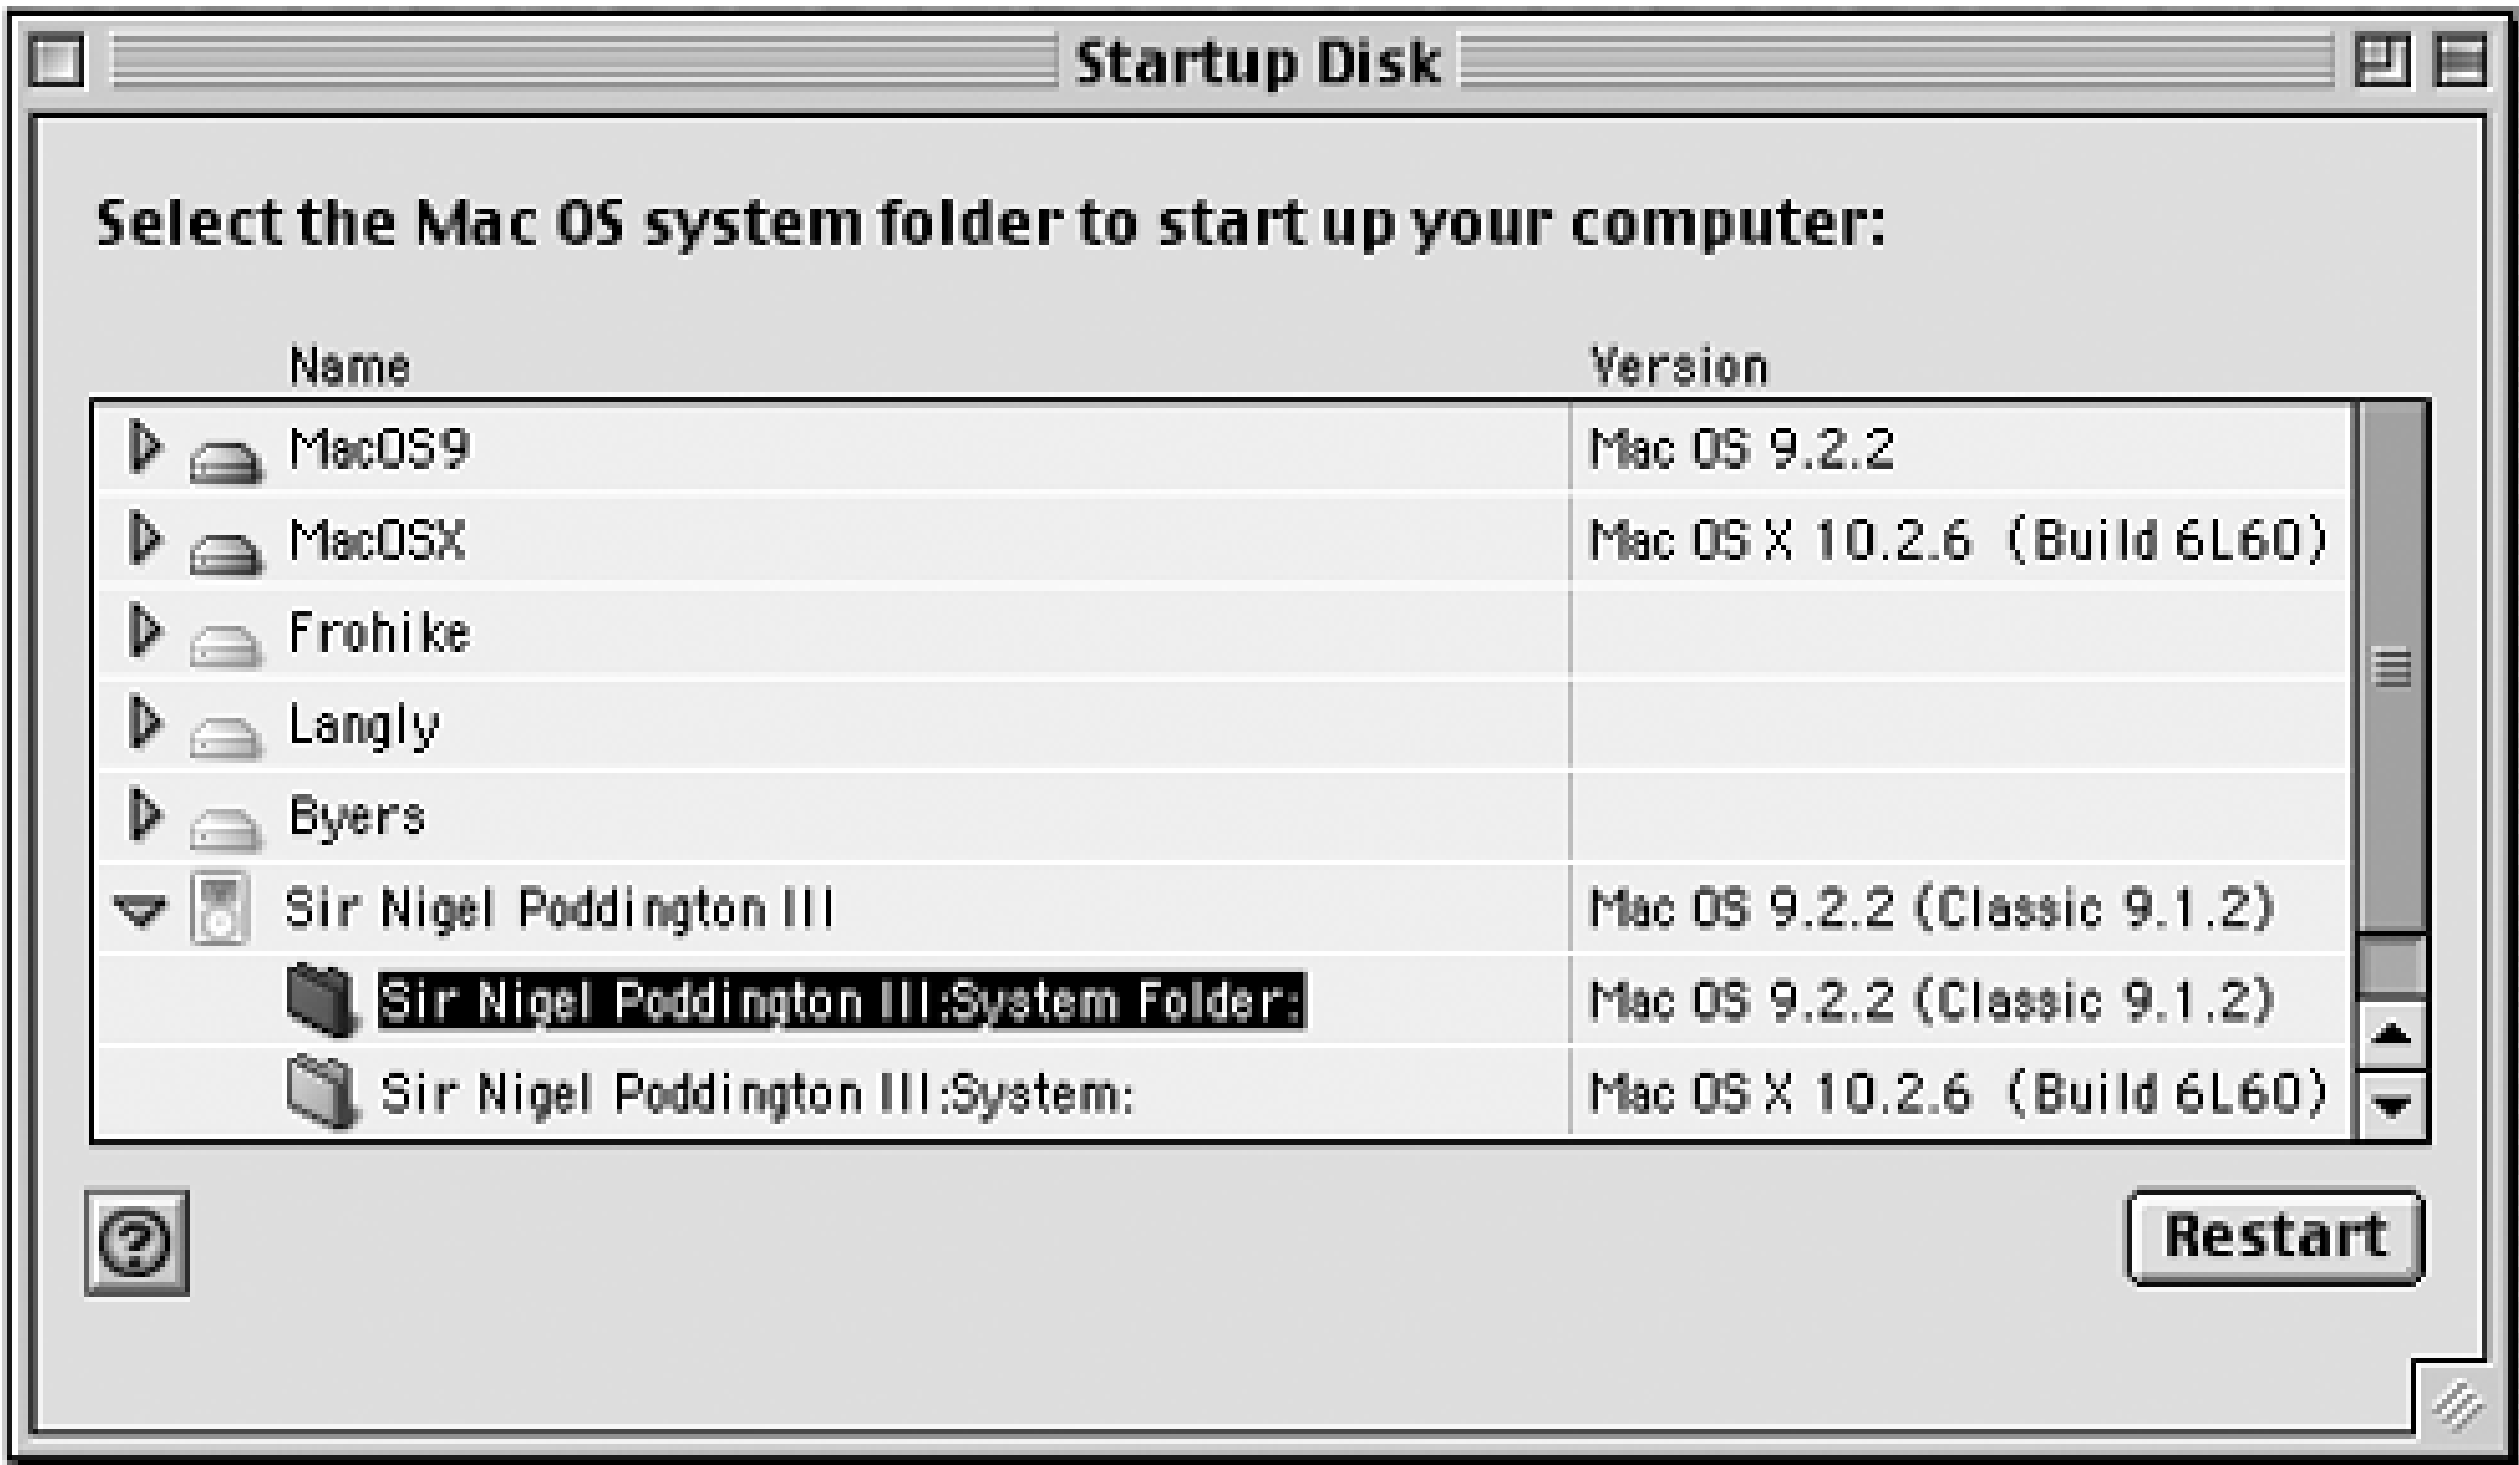 Startup Disk
Select the Mac OS system folder to start up your computer:
Name Version
MacOS9 Mac OS 9.2.2
MacOSX Mac OS X 10.2.6 (Build 6L60)
Frohike
Langly
Byers
Sir Nigel Poddington III Mac OS 9.2.2 (Classic 9.1.2)
Sir Nigel Poddington III:System Folder: Mac OS 9.2.2 (Classic 9.1.2)
Sir Nigel Poddington III:System: Mac OS X 10.2.6 (Build 6L60)
?
Restart